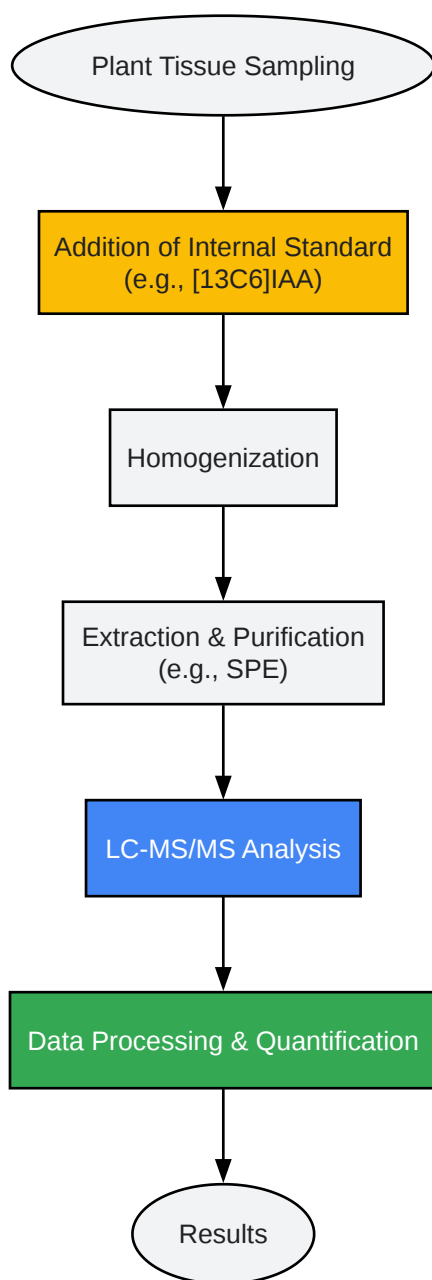 Plant Tissue Sampling
Addition of Internal Standard
(e.g., [13C6]IAA)
Homogenization
Extraction & Purification
(e.g., SPE)
LC-MS/MS Analysis
Data Processing & Quantification
Results